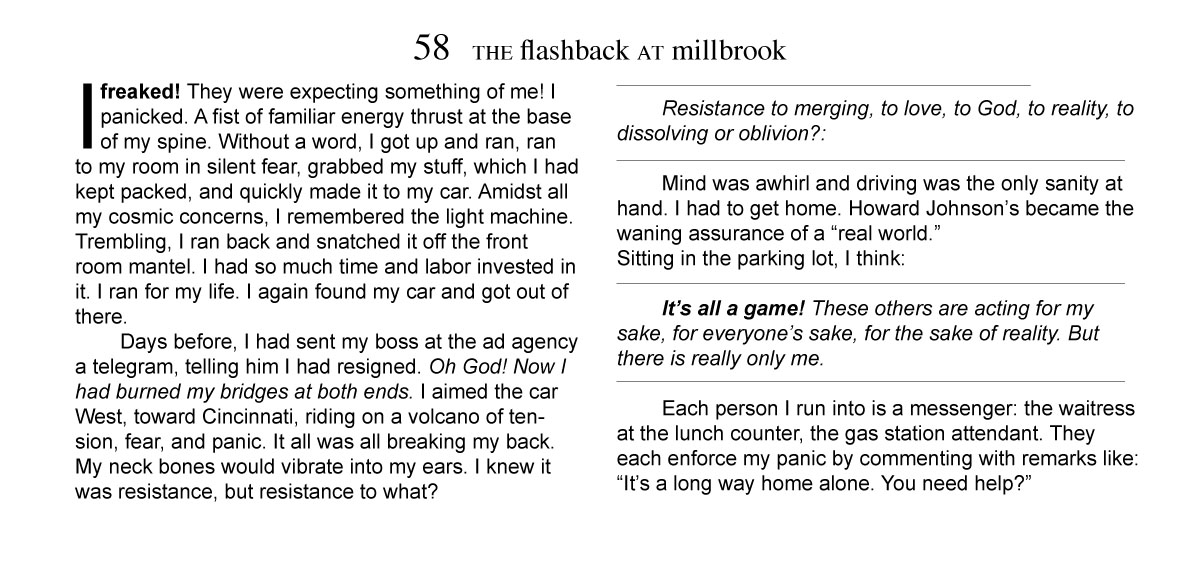 58 THE flashback AT millbrook
I freaked! They were expecting something of me! I
panicked. A fist of familiar energy thrust at the base
of my spine. Without a word, I got up and ran, ran
to my room in silent fear, grabbed my stuff, which I had
kept packed, and quickly made it to my car. Amidst all
my cosmic concerns, I remembered the light machine.
Trembling, I ran back and snatched it off the front
room mantel. I had so much time and labor invested in
it. I ran for my life. I again found my car and got out of
there.
Days before, I had sent my boss at the ad agency
a telegram, telling him I had resigned. Oh God! Now I
had burned my bridges at both ends. I aimed the car
West, toward Cincinnati, riding on a volcano of ten-
sion, fear, and panic. It all was all breaking my back.
My neck bones would vibrate into my ears. I knew it
was resistance, but resistance to what?
Resistance to merging, to love, to God, to reality, to
dissolving or oblivion?:
Mind was awhirl and driving was the only sanity at
hand. I had to get home. Howard Johnson’s became the
waning assurance of a “real world.”
Sitting in the parking lot, I think:
It’s all a game! These others are acting for my
sake, for everyone’s sake, for the sake of reality. But
there is really only me.
Each person I run into is a messenger: the waitress
at the lunch counter, the gas station attendant. They
each enforce my panic by commenting with remarks like:
“It’s a long way home alone. You need help?”